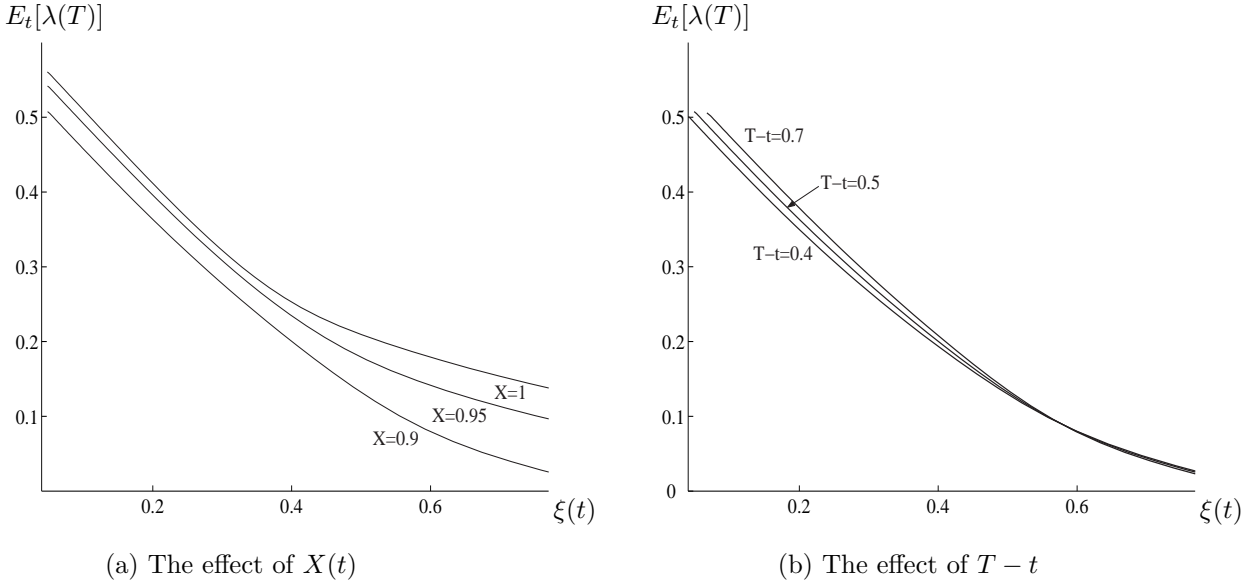 E_t[λ(T)]
0.5
0.4
0.3
0.2
0.1
X=1
X=0.95
X=0.9
0.2
0.4
0.6
ξ(t)
(a) The effect of X(t)
E_t[λ(T)]
0.5
0.4
0.3
0.2
0.1
0
T−t=0.7
T−t=0.5
T−t=0.4
0.2
0.4
0.6
ξ(t)
(b) The effect of T − t